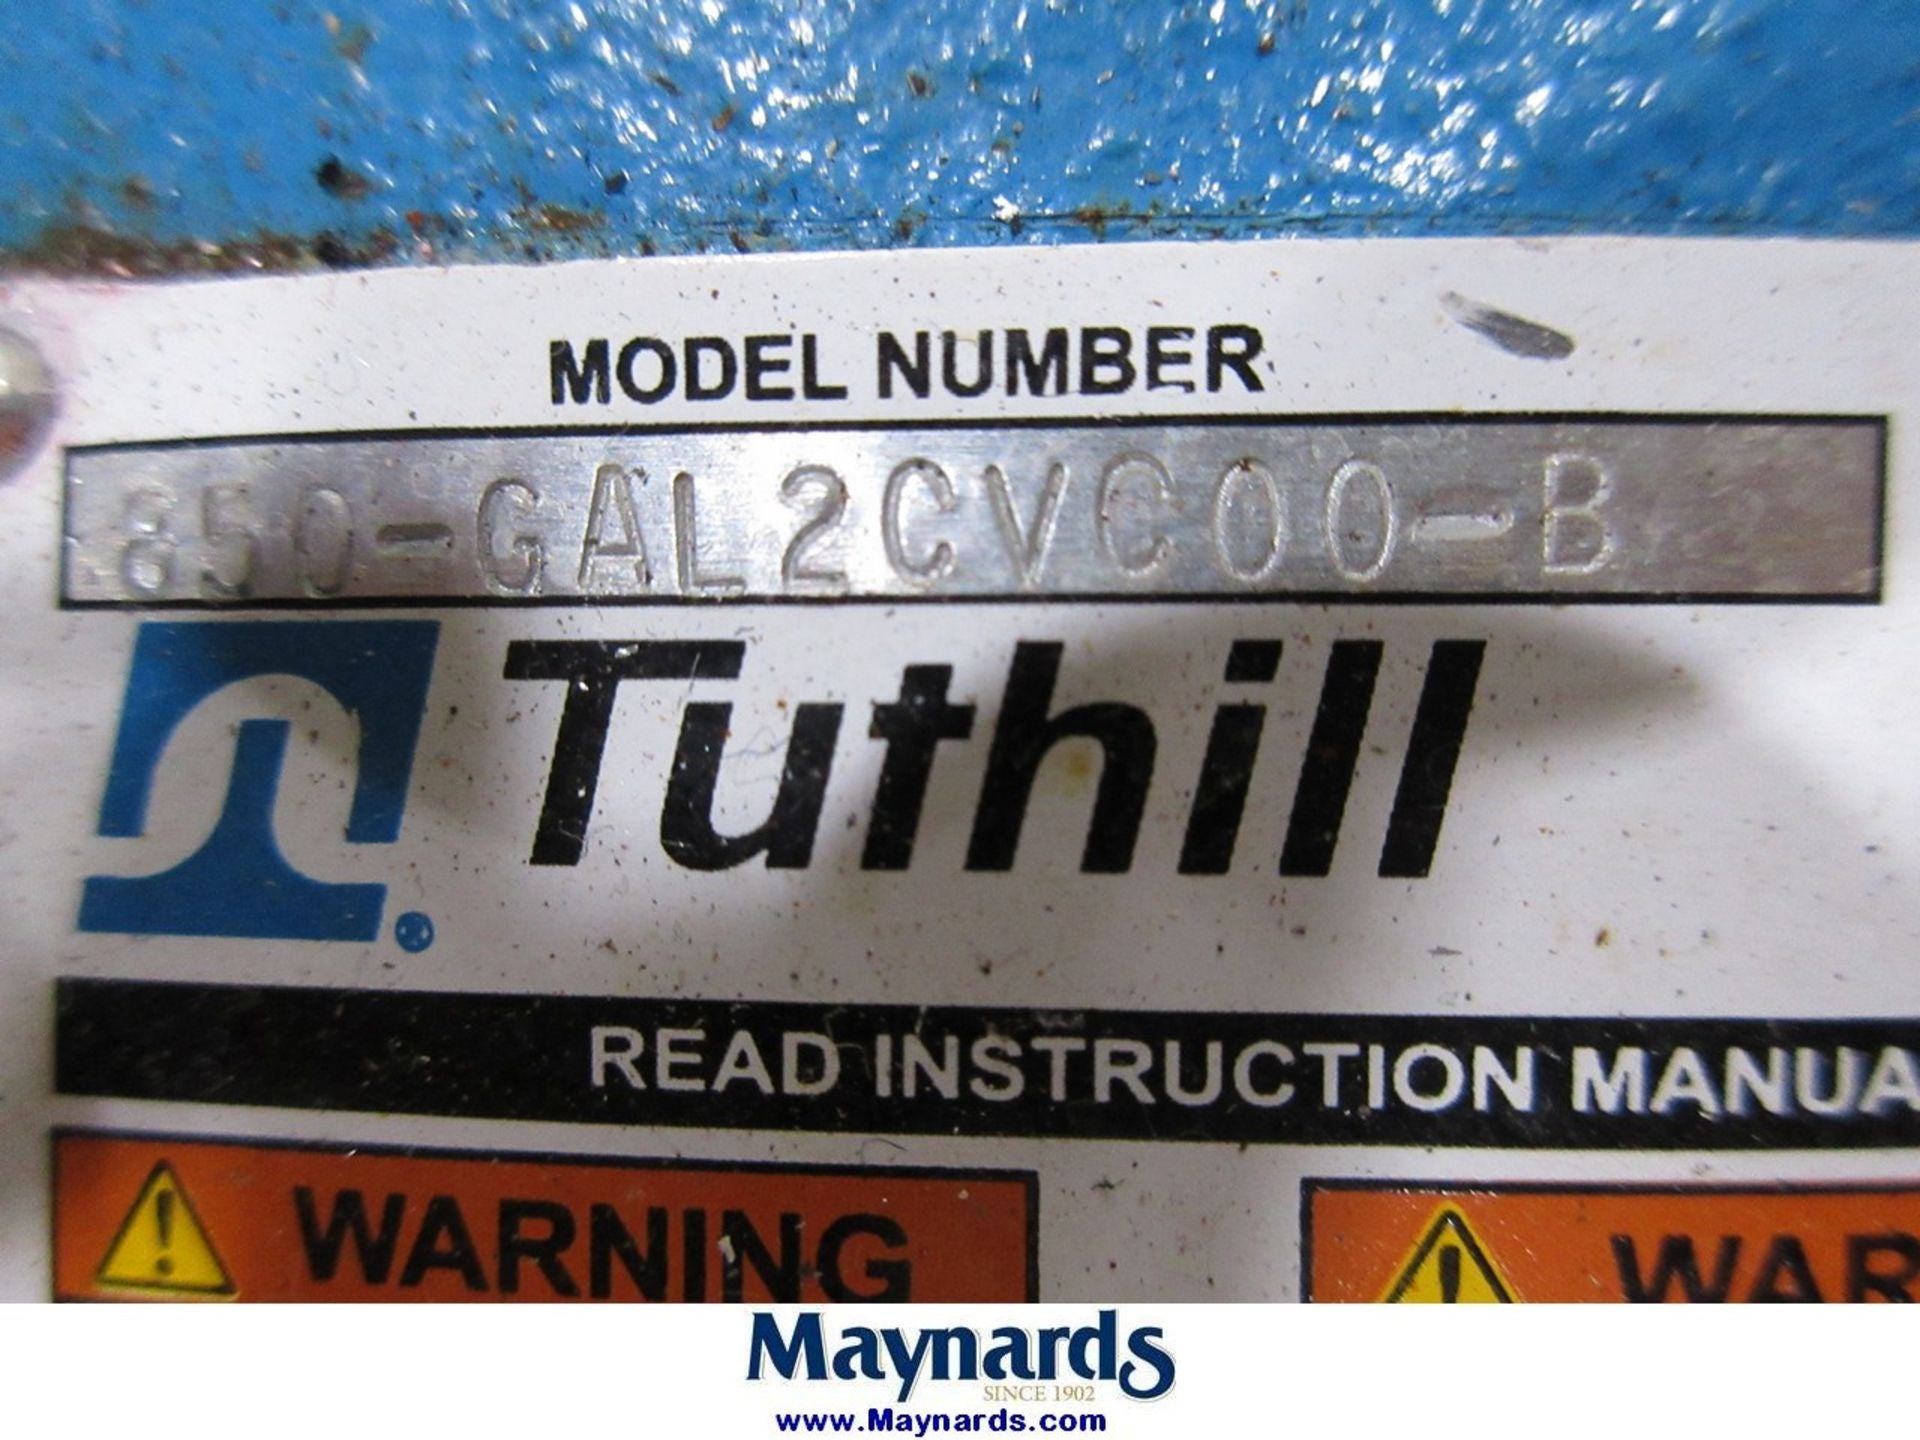 MODEL NUMBER
850-GAL2CVC00-B
Tuthill
READ INSTRUCTION MANUA
WARNING
WAR
Maynards
SINCE 1902
www.Maynards.com